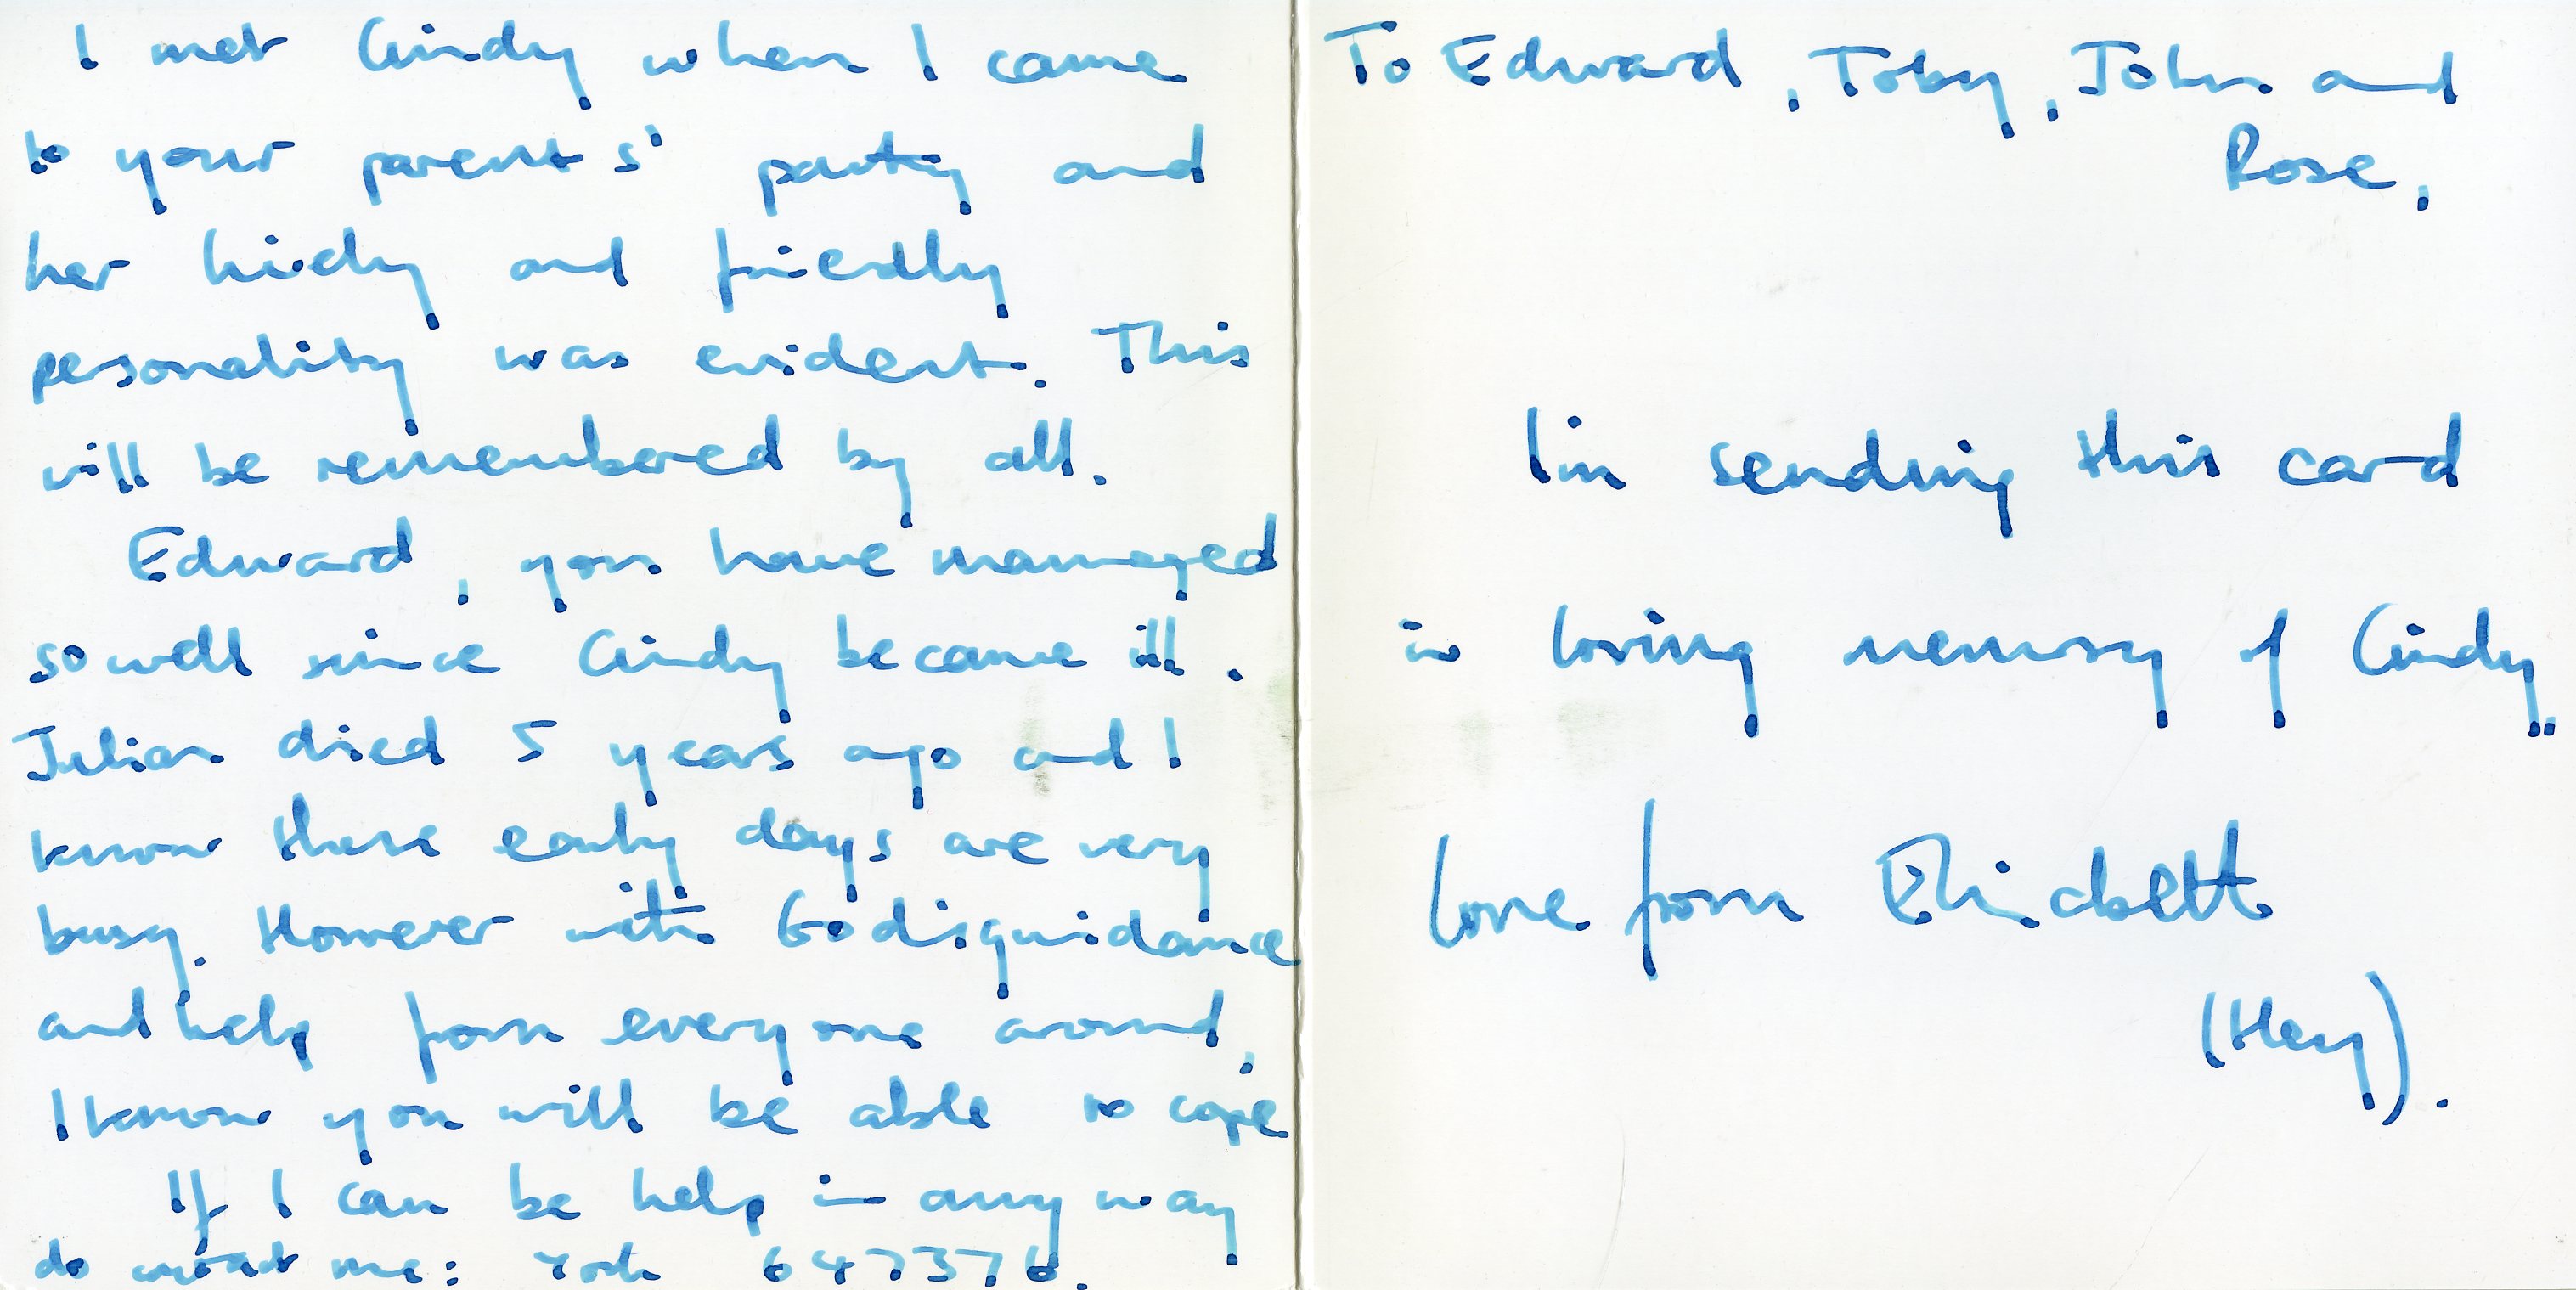 I met Cindy when I came
to your parents' party and
her kindly and friendly
pesonality was evident. This
will be remembered by all.
Edward, you have managed
so well since Cindy became ill.
Julian died 5 years ago and I
know these early days are very
busy. However with God's guidance
and help from everyone around,
I know you will be able to cope
If I can be help in any way
do contact me: York 647376.
To Edward, Toby, John and
Rose,
I'm sending this card
in loving memory of Cindy,,
love from Elizabeth
(Hey).